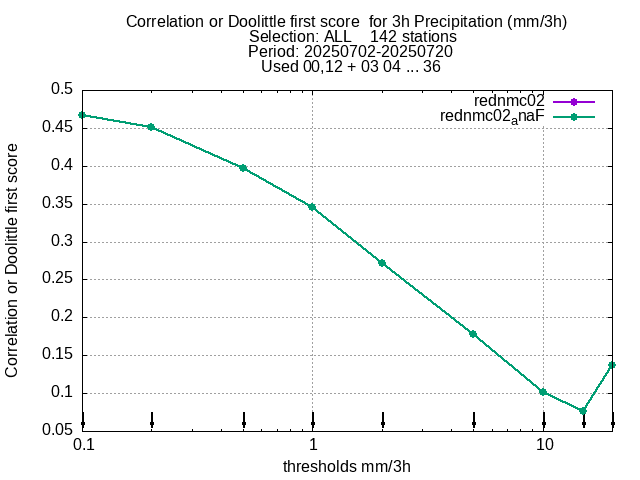 Correlation or Doolittle first score  for 3h Precipitation (mm/3h)
Selection: ALL    142 stations
Period: 20250702-20250720
Used 00,12 + 03 04 ... 36
rednmc02
rednmc02anaF
Correlation or Doolittle first score
0.5
0.45
0.4
0.35
0.3
0.25
0.2
0.15
0.1
0.05
0.1 1 10
thresholds mm/3h